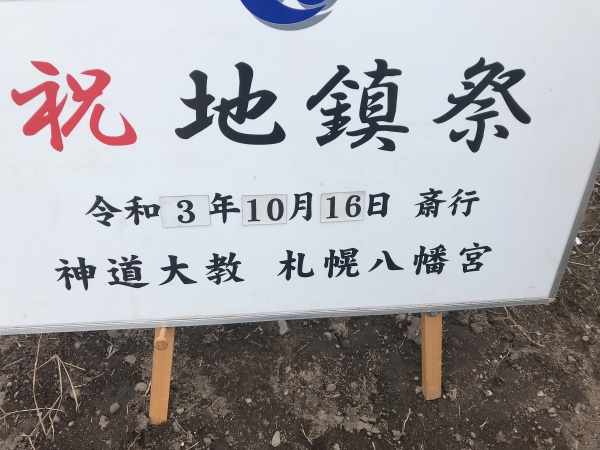 祝 地鎮祭
令和3年10月16日 斎行
神道大教 札幌八幡宮